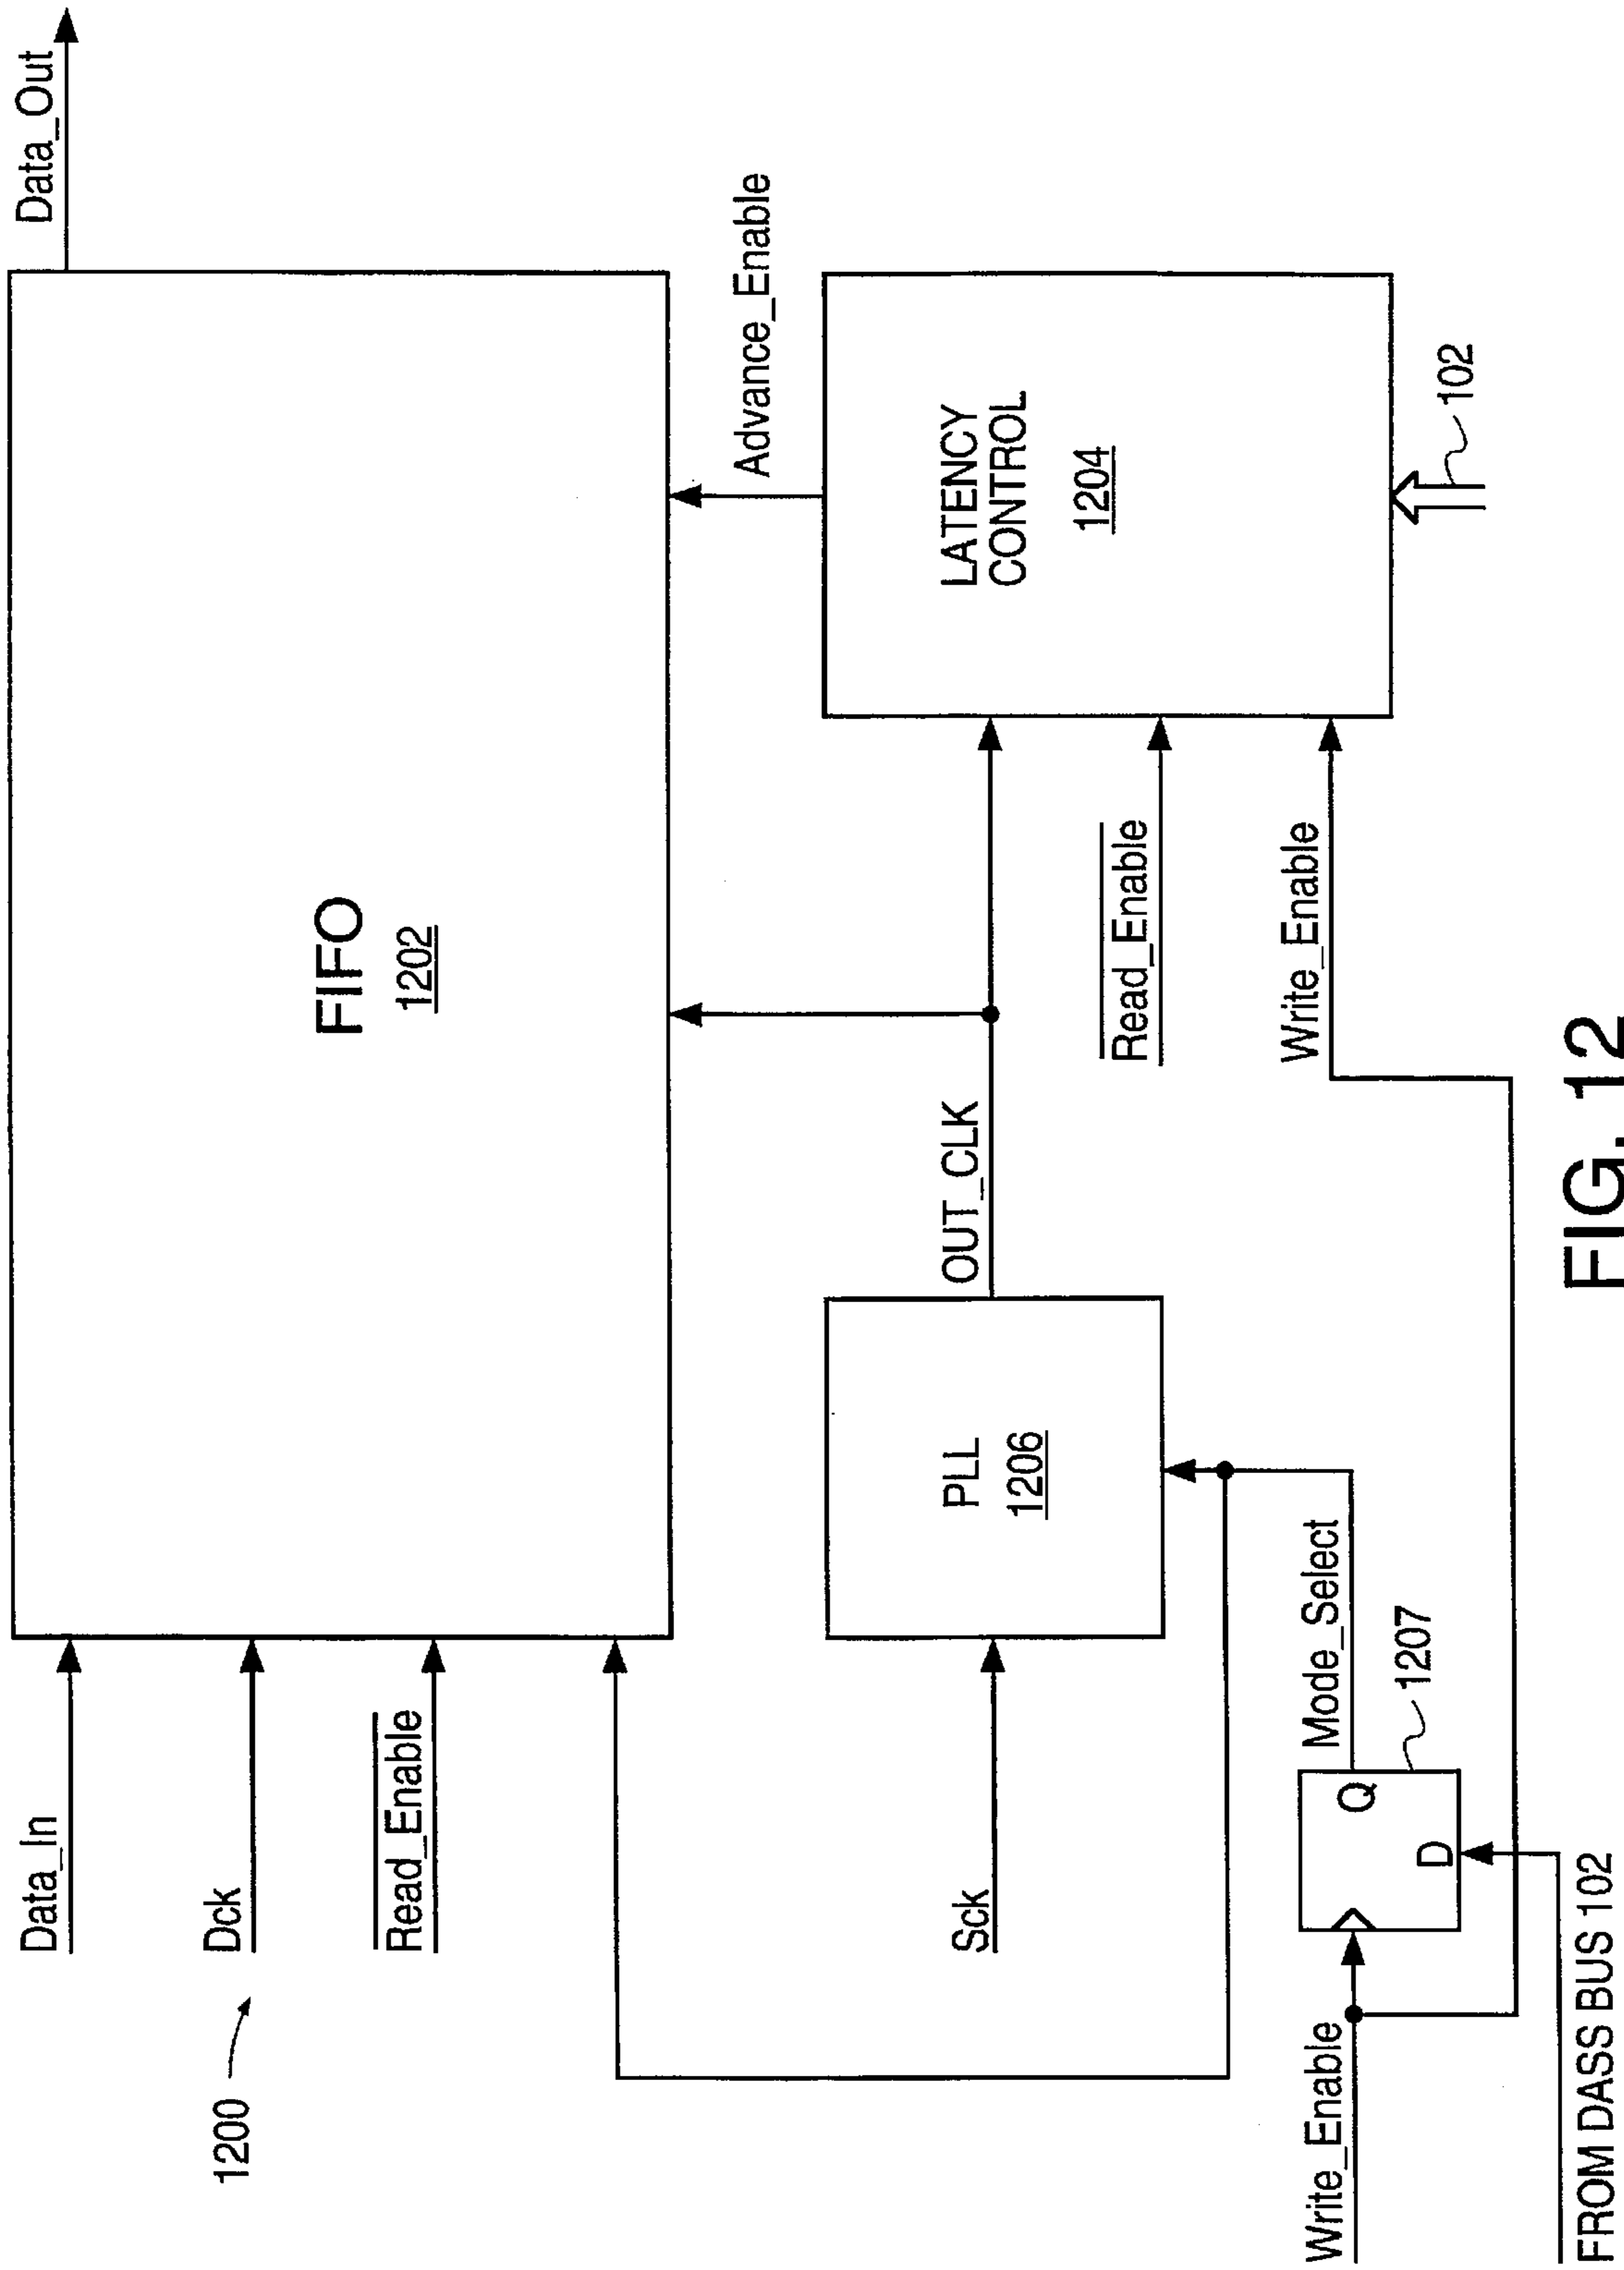 Data_In
Data_Out
1200
Dck
FIFO
1202
Read_Enable
Advance_Enable
Sck
PLL
1206
OUT_CLK
LATENCY
CONTROL
1204
Read_Enable
Write_Enable
Mode_Select
Q
D
1207
Write_Enable
102
FROM DASS BUS 102
FIG. 12